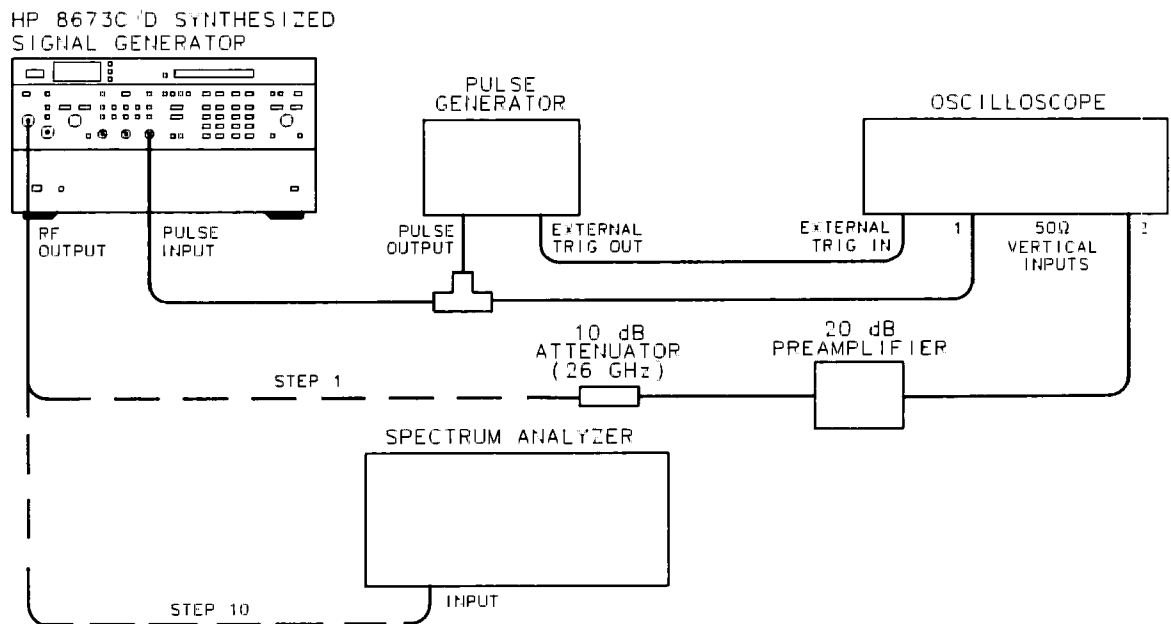 HP 8673C/D SYNTHESIZED
SIGNAL GENERATOR
PULSE
GENERATOR
OSCILLOSCOPE
RF
OUTPUT
PULSE
INPUT
PULSE
OUTPUT
EXTERNAL
TRIG OUT
EXTERNAL
TRIG IN
1
50Ω
VERTICAL
INPUTS
2
10 dB
ATTENUATOR
(26 GHz)
20 dB
PREAMPLIFIER
STEP 1
SPECTRUM ANALYZER
INPUT
STEP 10